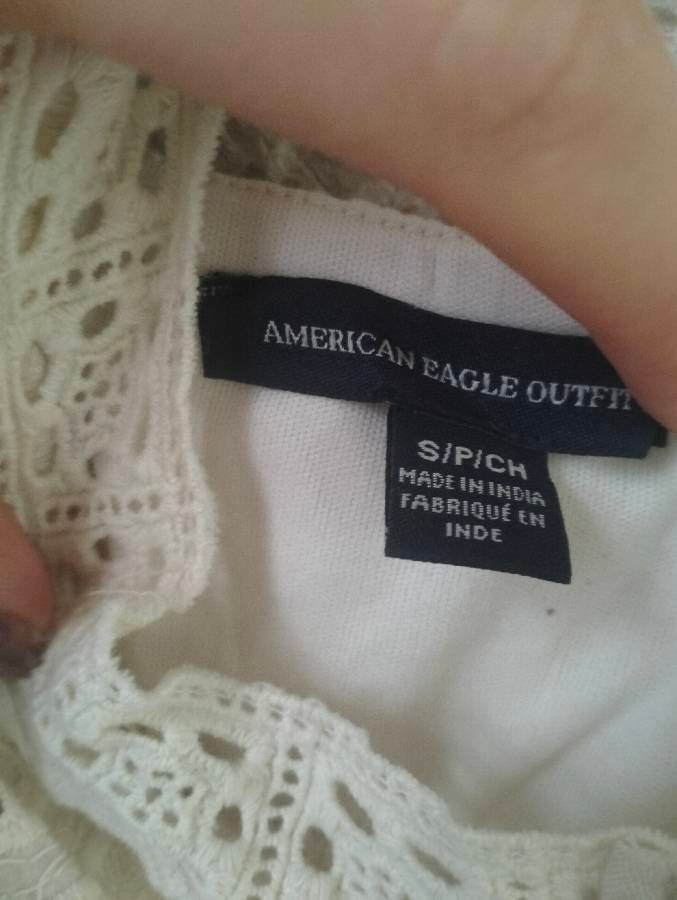 AMERICAN EAGLE OUTFIT
S/P/CH
MADE IN INDIA
FABRIQUÉ EN
INDE